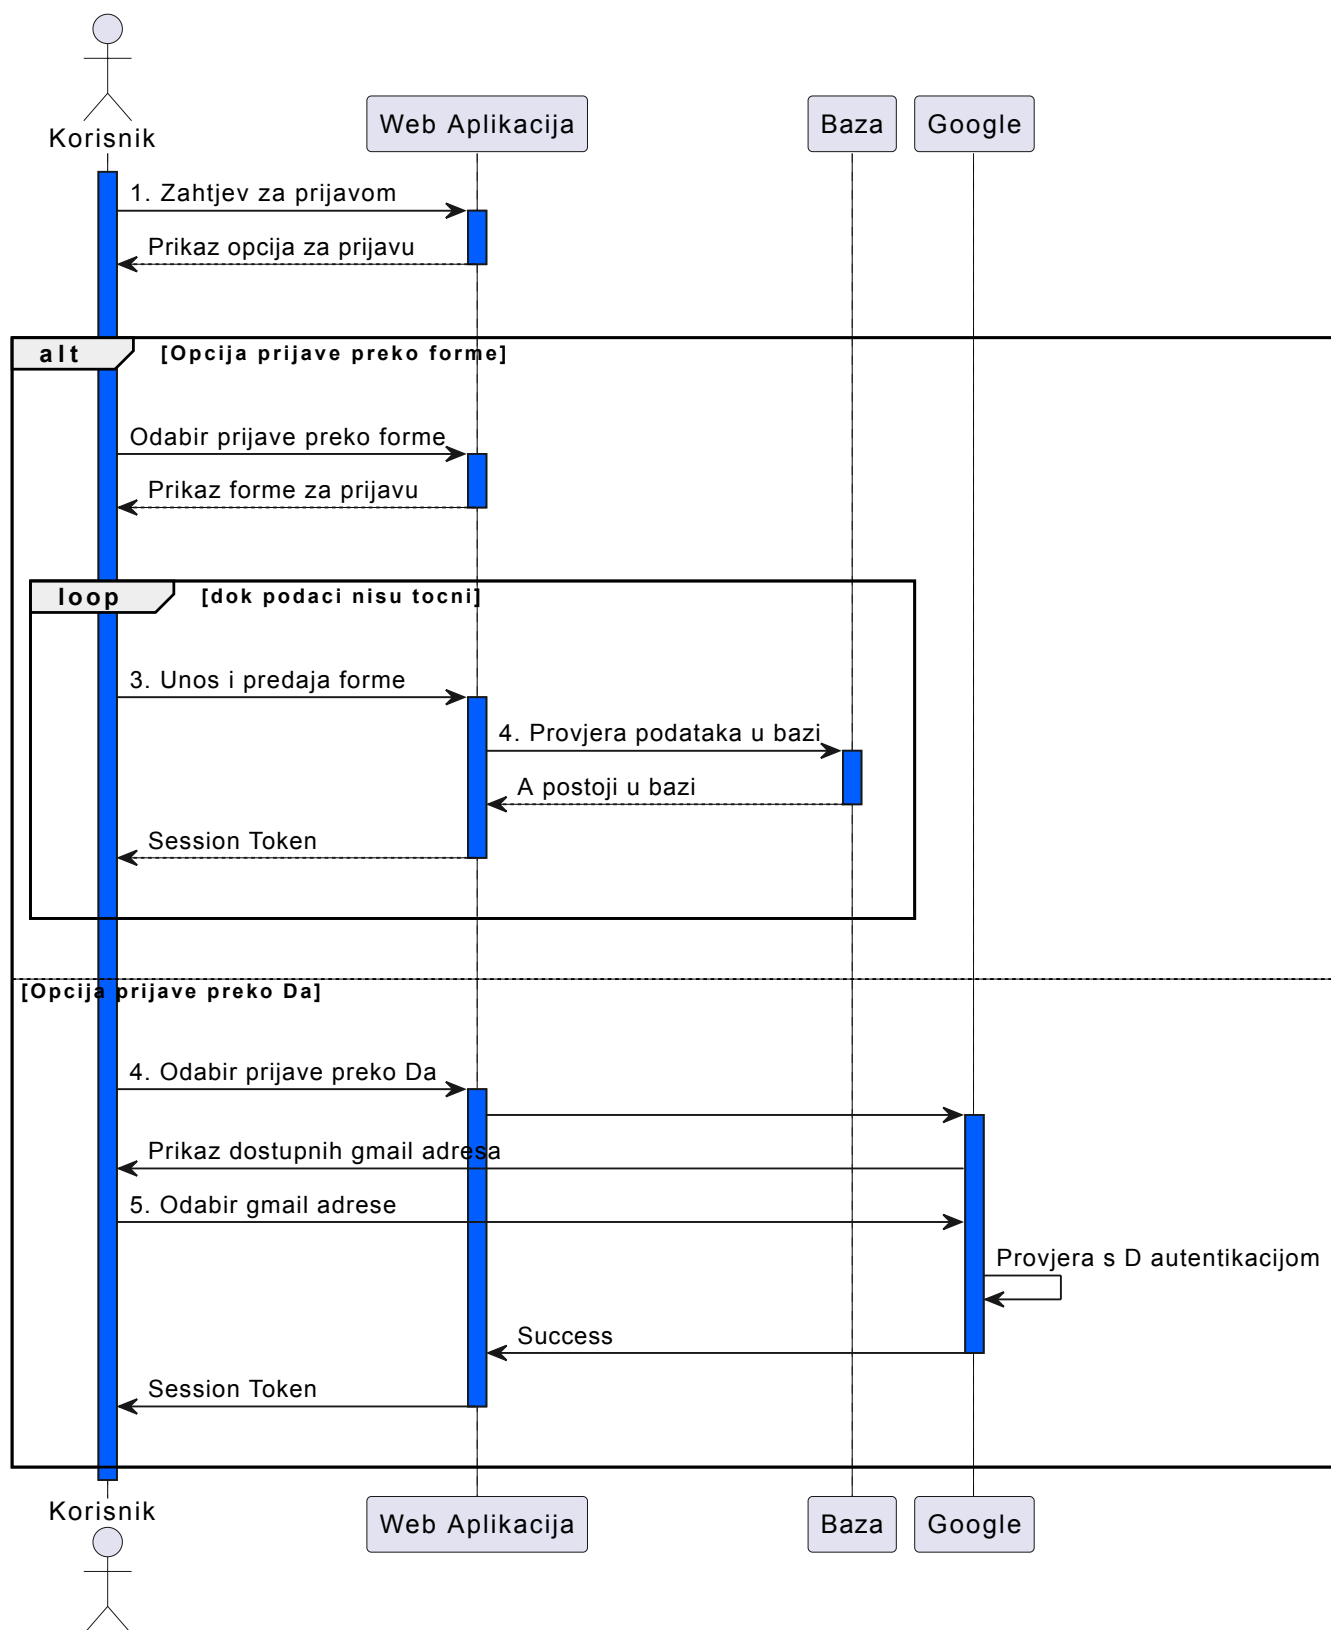 Korisnik
Web Aplikacija
Baza
Google
1. Zahtjev za prijavom
Prikaz opcija za prijavu
alt [Opcija prijave preko forme]
Odabir prijave preko forme
Prikaz forme za prijavu
loop [dok podaci nisu tocni]
3. Unos i predaja forme
4. Provjera podataka u bazi
A postoji u bazi
Session Token
[Opcija prijave preko Da]
4. Odabir prijave preko Da
Prikaz dostupnih gmail adresa
5. Odabir gmail adrese
Provjera s D autentikacijom
Success
Session Token
Korisnik
Web Aplikacija
Baza
Google